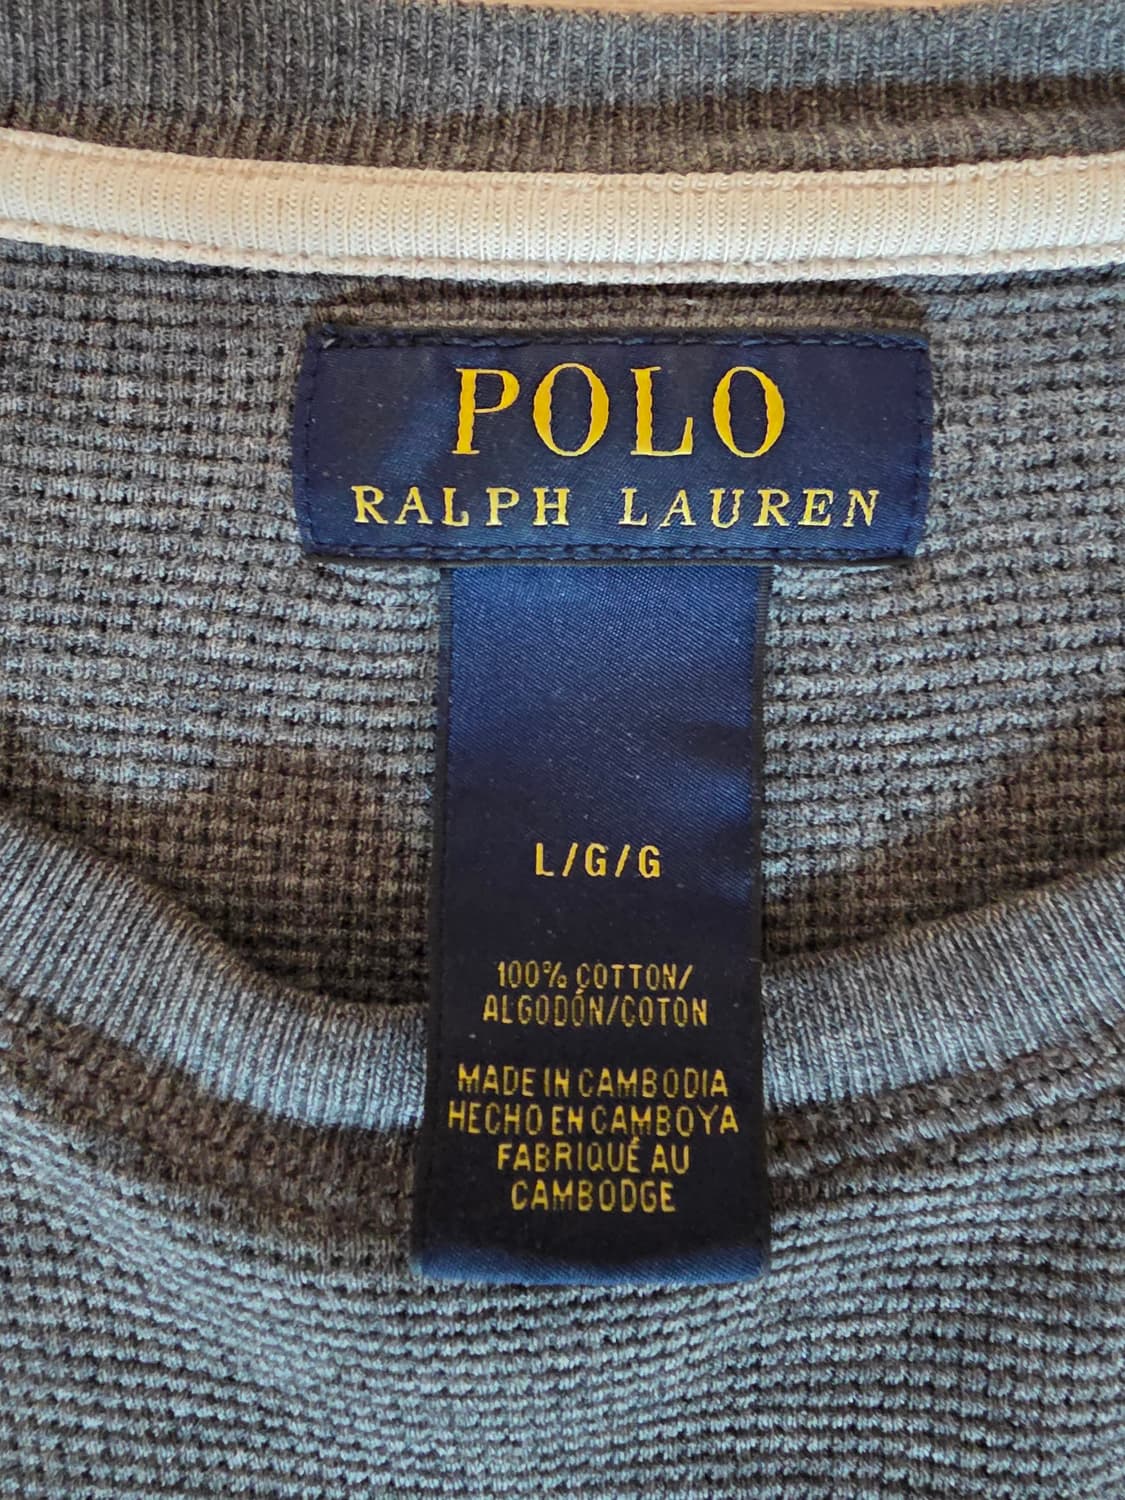 POLO
RALPH LAUREN
L/G/G
100% COTTON/
ALGODÓN/COTON
MADE IN CAMBODIA
HECHO EN CAMBOYA
FABRIQUÉ AU
CAMBODGE